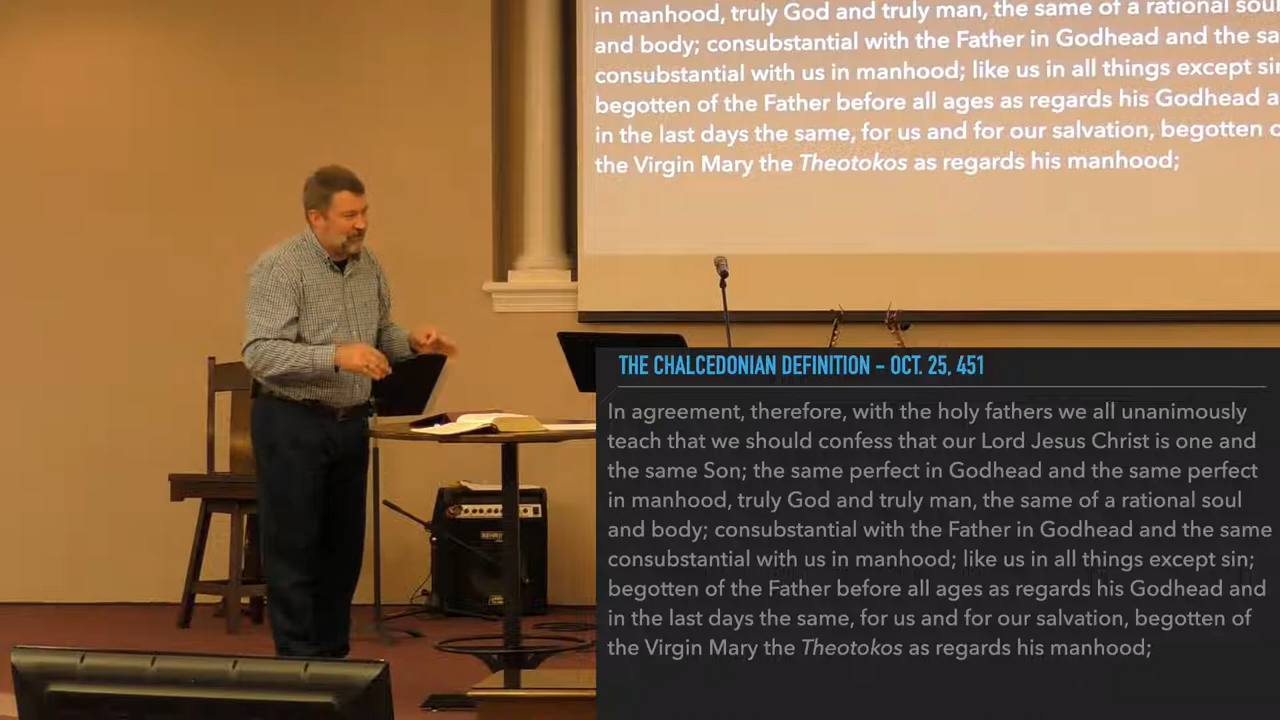 in manhood, truly God and truly man, the same of a rational soul
and body; consubstantial with the Father in Godhead and the sa
consubstantial with us in manhood; like us in all things except sin
begotten of the Father before all ages as regards his Godhead a
in the last days the same, for us and for our salvation, begotten o
the Virgin Mary the Theotokos as regards his manhood;
THE CHALCEDONIAN DEFINITION - OCT. 25, 451
In agreement, therefore, with the holy fathers we all unanimously
teach that we should confess that our Lord Jesus Christ is one and
the same Son; the same perfect in Godhead and the same perfect
in manhood, truly God and truly man, the same of a rational soul
and body; consubstantial with the Father in Godhead and the same
consubstantial with us in manhood; like us in all things except sin;
begotten of the Father before all ages as regards his Godhead and
in the last days the same, for us and for our salvation, begotten of
the Virgin Mary the Theotokos as regards his manhood;